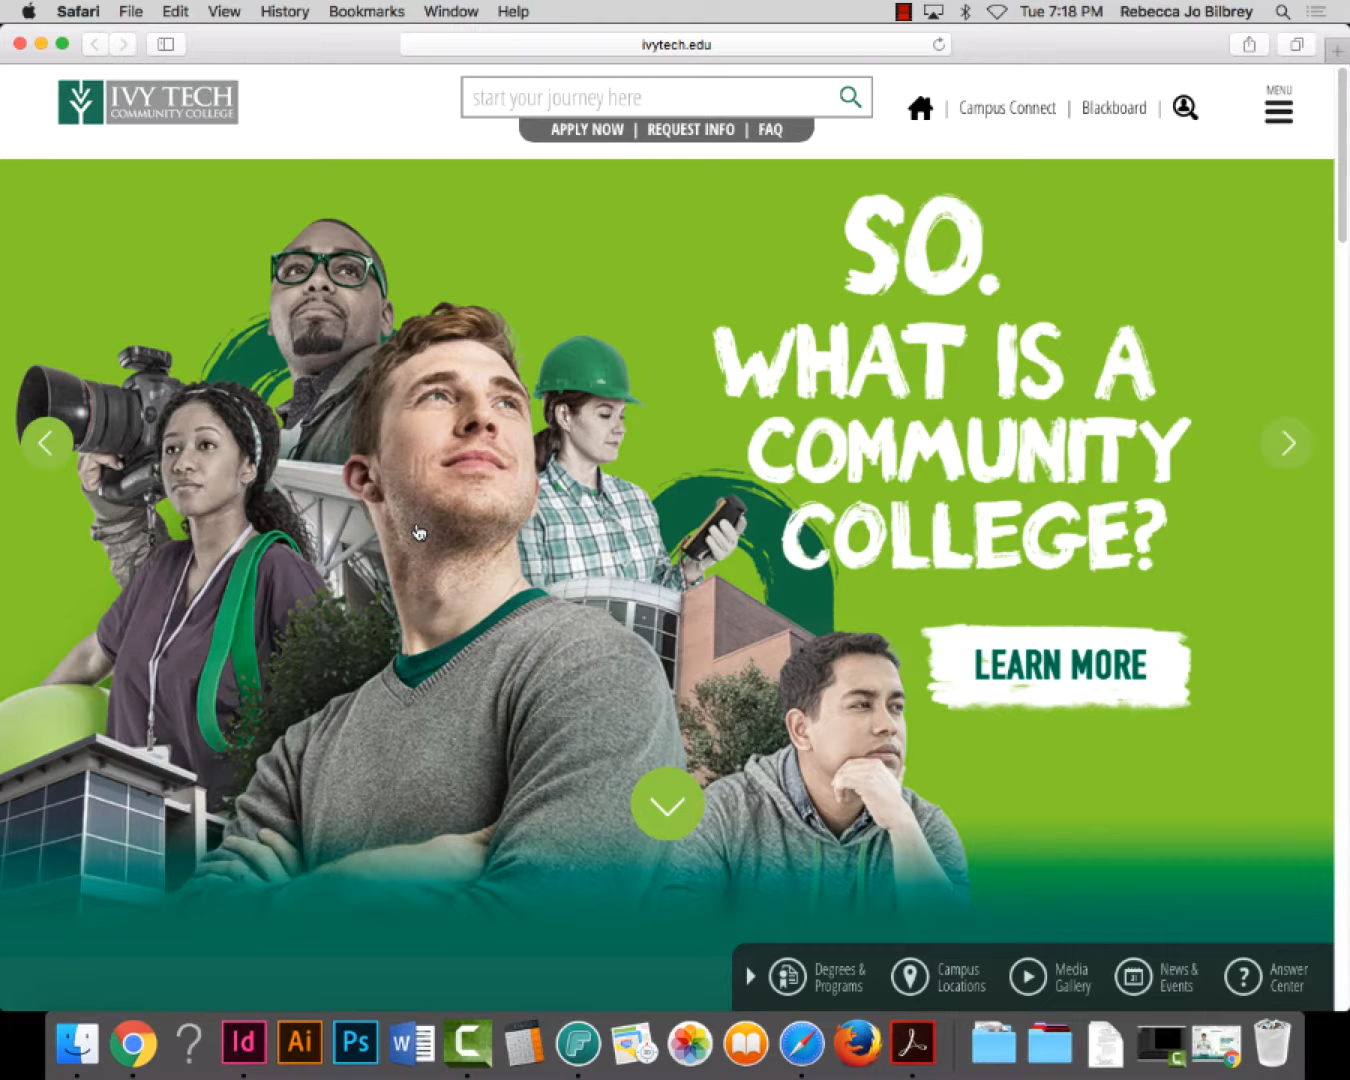 Safari File Edit View History Bookmarks Window Help Tue 7:18 PM Rebecca Jo Bilbrey
ivytech.edu
IVY TECH
COMMUNITY COLLEGE
start your journey here
APPLY NOW | REQUEST INFO | FAQ
Campus Connect | Blackboard |
MENU
SO.
WHAT IS A
COMMUNITY
COLLEGE?
LEARN MORE
Degrees &
Programs
Campus
Locations
Media
Gallery
News &
Events
Answer
Center
Id Ai Ps W